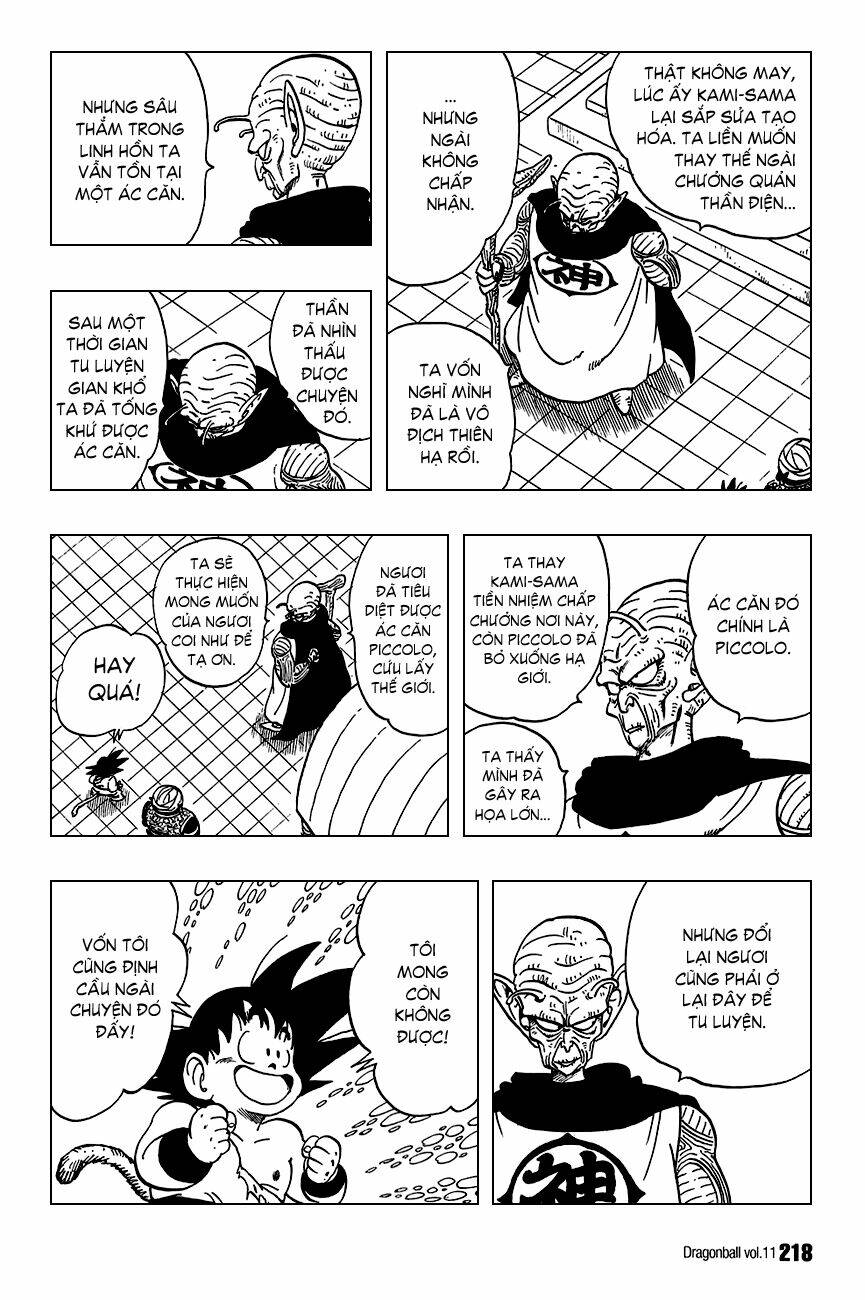 THẬT KHÔNG MAY,
LÚC ẤY KAMI-SAMA
LẠI SẮP SỬA TẠO
HÓA. TA LIỀN MUỐN
THAY THẾ NGÀI
CHƯỞNG QUẢN
THẦN ĐIỆN...
...
NHƯNG
NGÀI
KHÔNG
CHẤP
NHẬN.
NHƯNG SÂU
THẲM TRONG
LINH HỒN TA
VẪN TỒN TẠI
MỘT ÁC CĂN.
神
TA VỐN
NGHĨ MÌNH
ĐÃ LÀ VÔ
ĐỊCH THIÊN
HẠ RỒI.
THẦN
ĐÃ NHÌN
THẤU
ĐƯỢC
CHUYỆN
ĐÓ.
SAU MỘT
THỜI GIAN
TU LUYỆN
GIAN KHỔ
TA ĐÃ TỐNG
KHỨ ĐƯỢC
ÁC CĂN.
神
ÁC CĂN ĐÓ
CHÍNH LÀ
PICCOLO.
TA THAY
KAMI-SAMA
TIỀN NHIỆM CHẤP
CHƯỞNG NƠI NÀY,
CÒN PICCOLO ĐÃ
BỎ XUỐNG HẠ
GIỚI.
TA THẤY
MÌNH ĐÃ
GÂY RA
HỌA LỚN...
NGƯƠI
ĐÃ TIÊU
DIỆT ĐƯỢC
ÁC CĂN
PICCOLO,
CỨU LẤY
THẾ GIỚI.
TA SẼ
THỰC HIỆN
MONG MUỐN
CỦA NGƯƠI
COI NHƯ ĐỂ
TẠ ƠN.
HAY
QUÁ!
NHƯNG ĐỔI
LẠI NGƯƠI
CŨNG PHẢI Ở
LẠI ĐÂY ĐỂ
TU LUYỆN.
神
TÔI
MONG
CÒN
KHÔNG
ĐƯỢC!
VỐN TÔI
CŨNG ĐỊNH
CẦU NGÀI
CHUYỆN ĐÓ
ĐẤY!
Dragonball vol.11 218